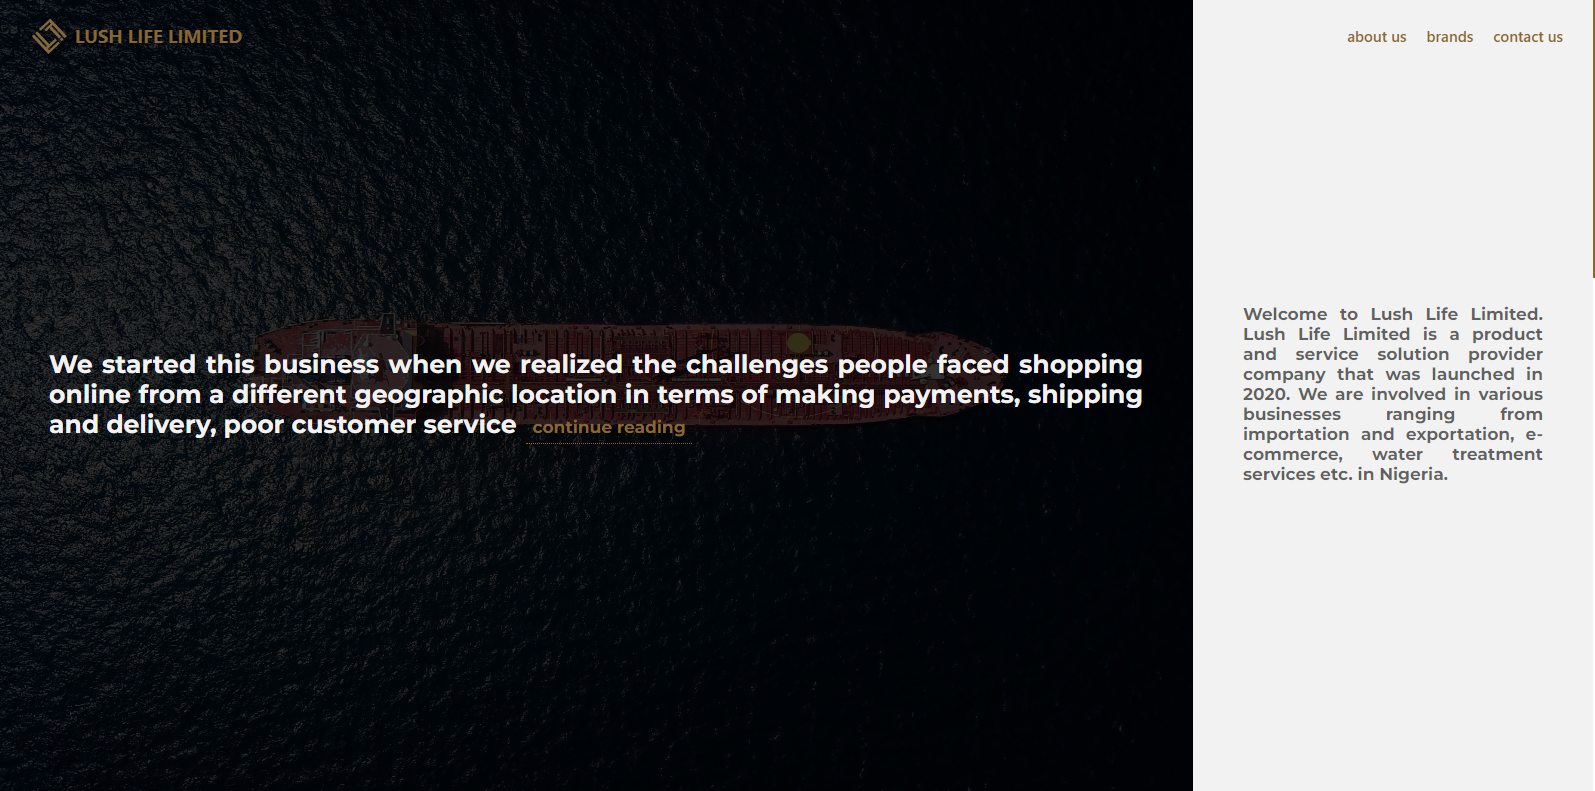 LUSH LIFE LIMITED
about us brands contact us
We started this business when we realized the challenges people faced shopping
online from a different geographic location in terms of making payments, shipping
and delivery, poor customer service continue reading
Welcome to Lush Life Limited.
Lush Life Limited is a product
and service solution provider
company that was launched in
2020. We are involved in various
businesses ranging from
importation and exportation, e-
commerce, water treatment
services etc. in Nigeria.